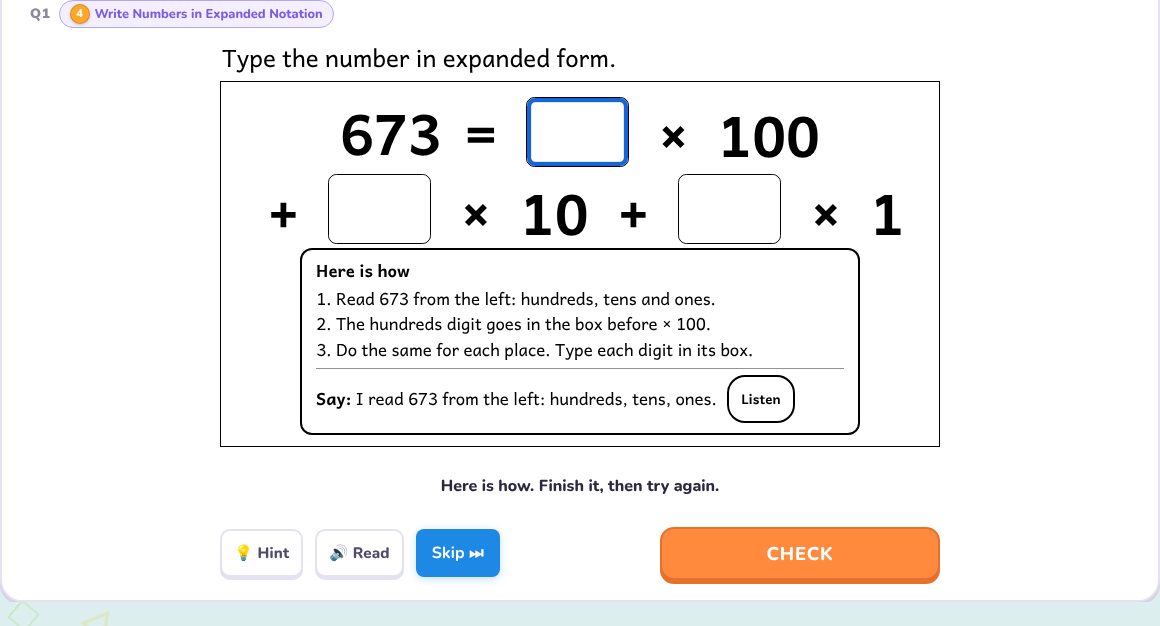 Q1 4 Write Numbers in Expanded Notation
Type the number in expanded form.
673 = × 100
+ × 10 + × 1
Here is how
1. Read 673 from the left: hundreds, tens and ones.
2. The hundreds digit goes in the box before × 100.
3. Do the same for each place. Type each digit in its box.
Say: I read 673 from the left: hundreds, tens, ones. Listen
Here is how. Finish it, then try again.
Hint Read Skip CHECK